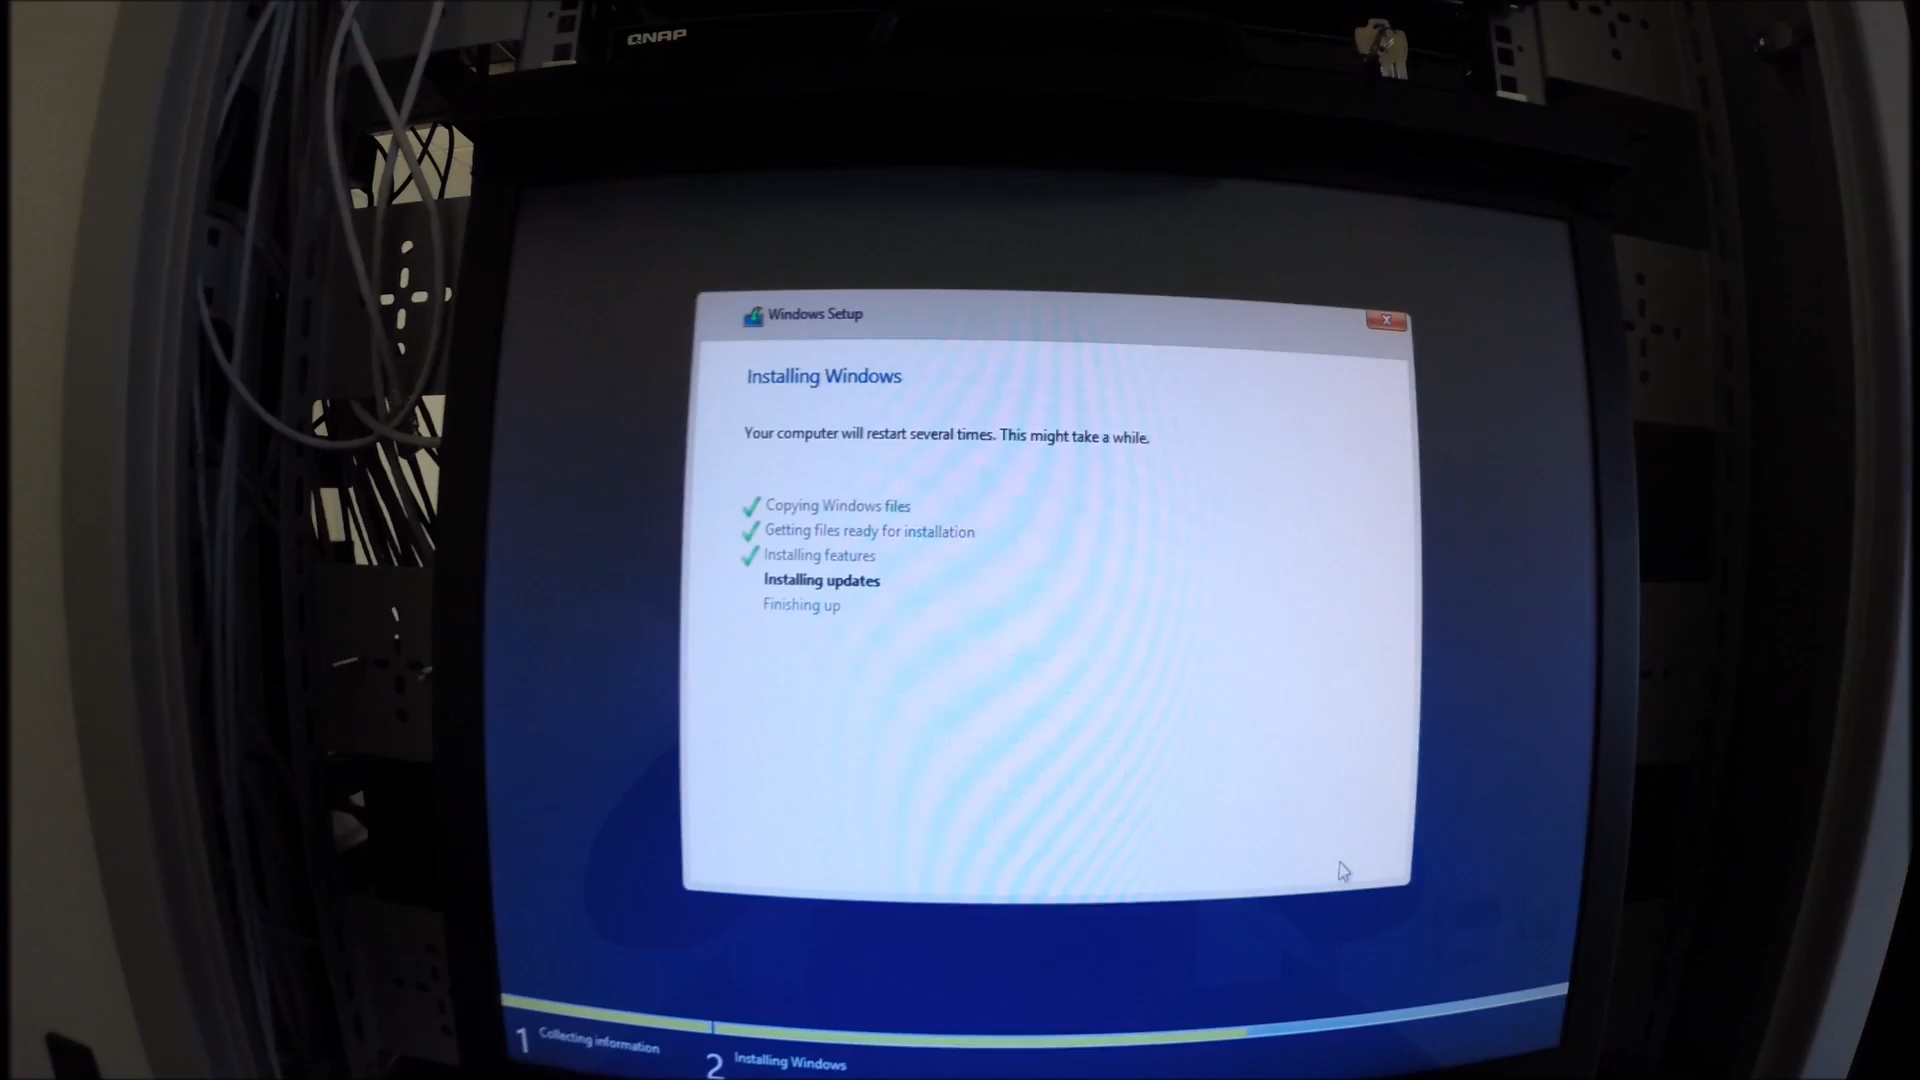 QNAP
Windows Setup
Installing Windows
Your computer will restart several times. This might take a while.
Copying Windows files
Getting files ready for installation
Installing features
Installing updates
Finishing up
1 Collecting information
2 Installing Windows